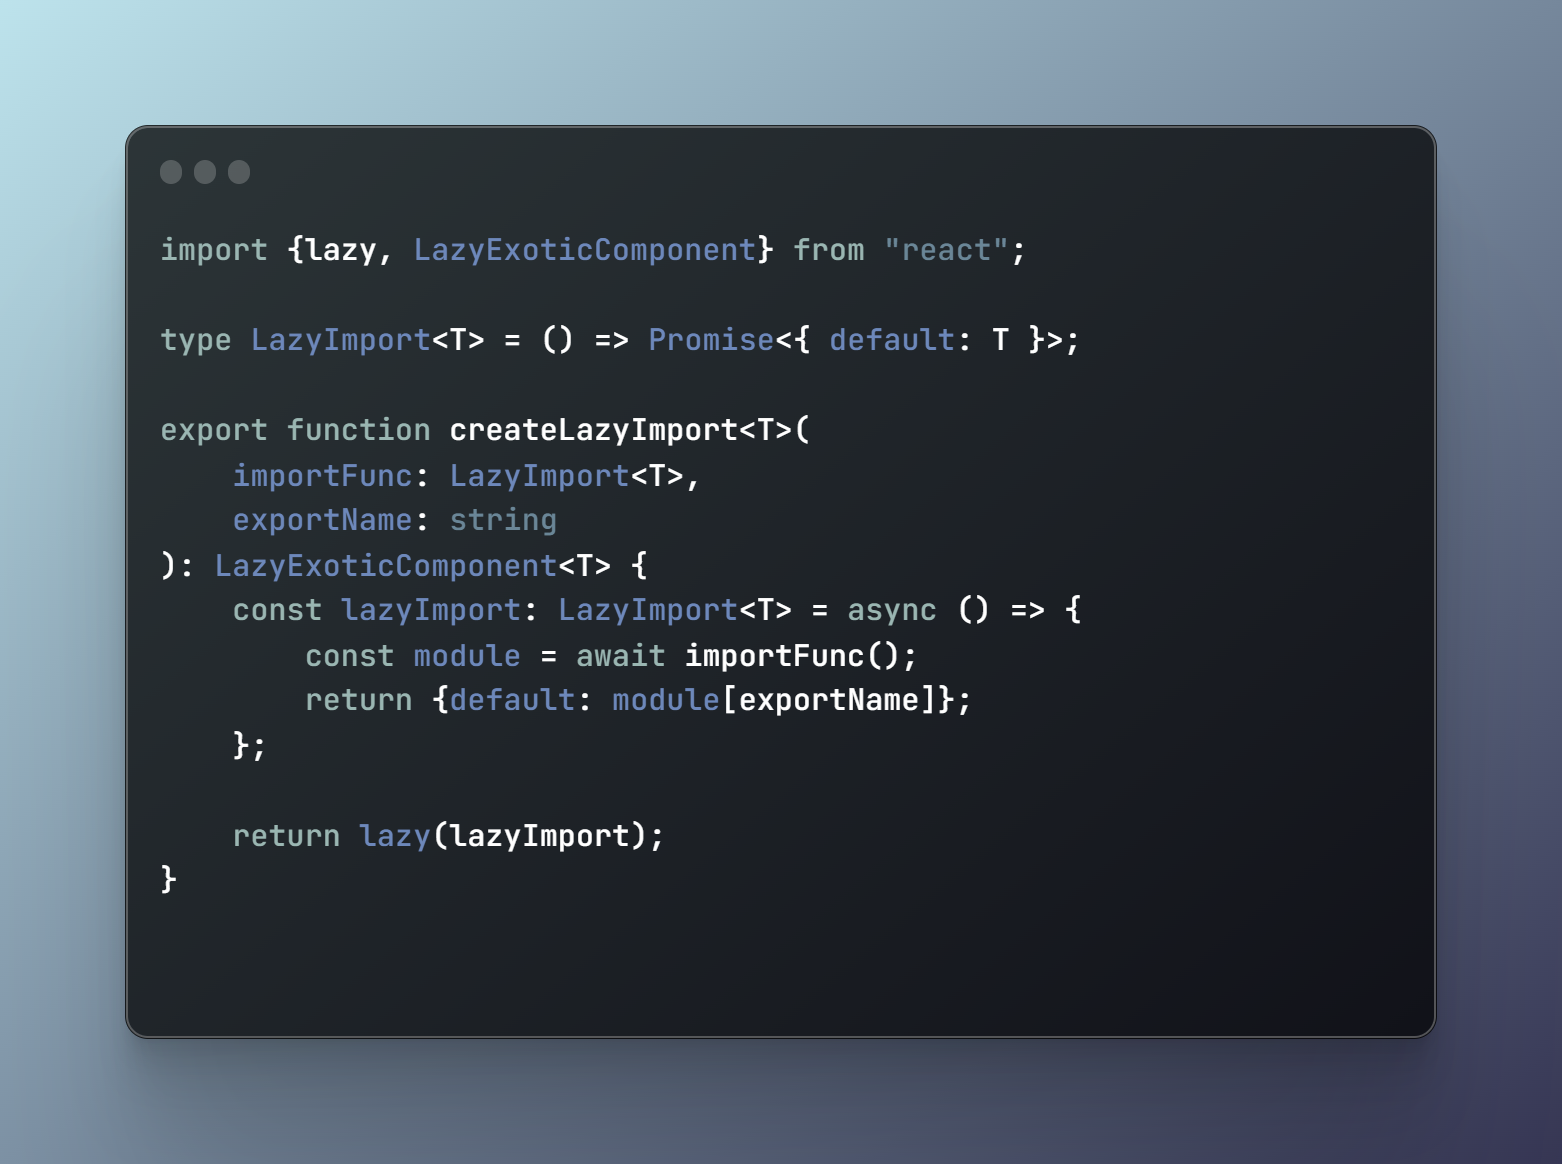 import {lazy, LazyExoticComponent} from "react";
type LazyImport<T> = () => Promise<{ default: T }>;
export function createLazyImport<T>(
    importFunc: LazyImport<T>,
    exportName: string
): LazyExoticComponent<T> {
    const lazyImport: LazyImport<T> = async () => {
        const module = await importFunc();
        return {default: module[exportName]};
    };
    return lazy(lazyImport);
}